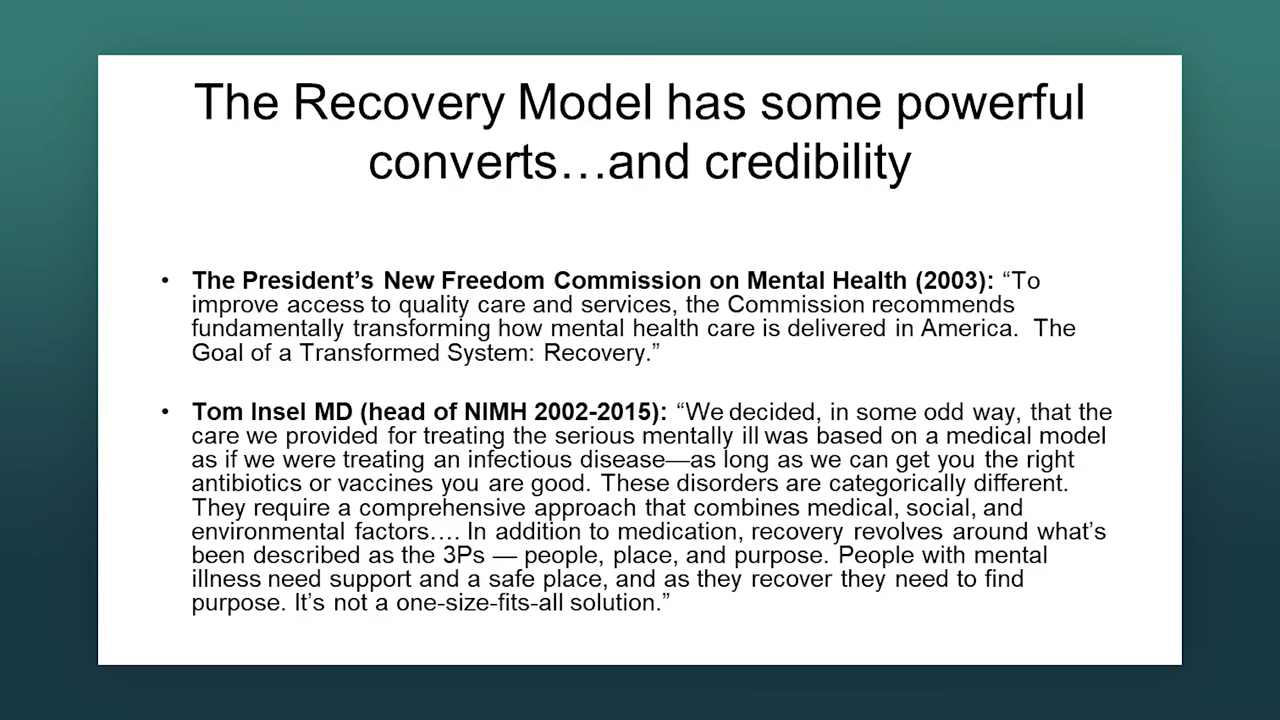 The Recovery Model has some powerful
converts…and credibility
• The President’s New Freedom Commission on Mental Health (2003): “To
improve access to quality care and services, the Commission recommends
fundamentally transforming how mental health care is delivered in America.  The
Goal of a Transformed System: Recovery.”
• Tom Insel MD (head of NIMH 2002-2015): “We decided, in some odd way, that the
care we provided for treating the serious mentally ill was based on a medical model
as if we were treating an infectious disease—as long as we can get you the right
antibiotics or vaccines you are good. These disorders are categorically different.
They require a comprehensive approach that combines medical, social, and
environmental factors…. In addition to medication, recovery revolves around what’s
been described as the 3Ps — people, place, and purpose. People with mental
illness need support and a safe place, and as they recover they need to find
purpose. It’s not a one-size-fits-all solution.”